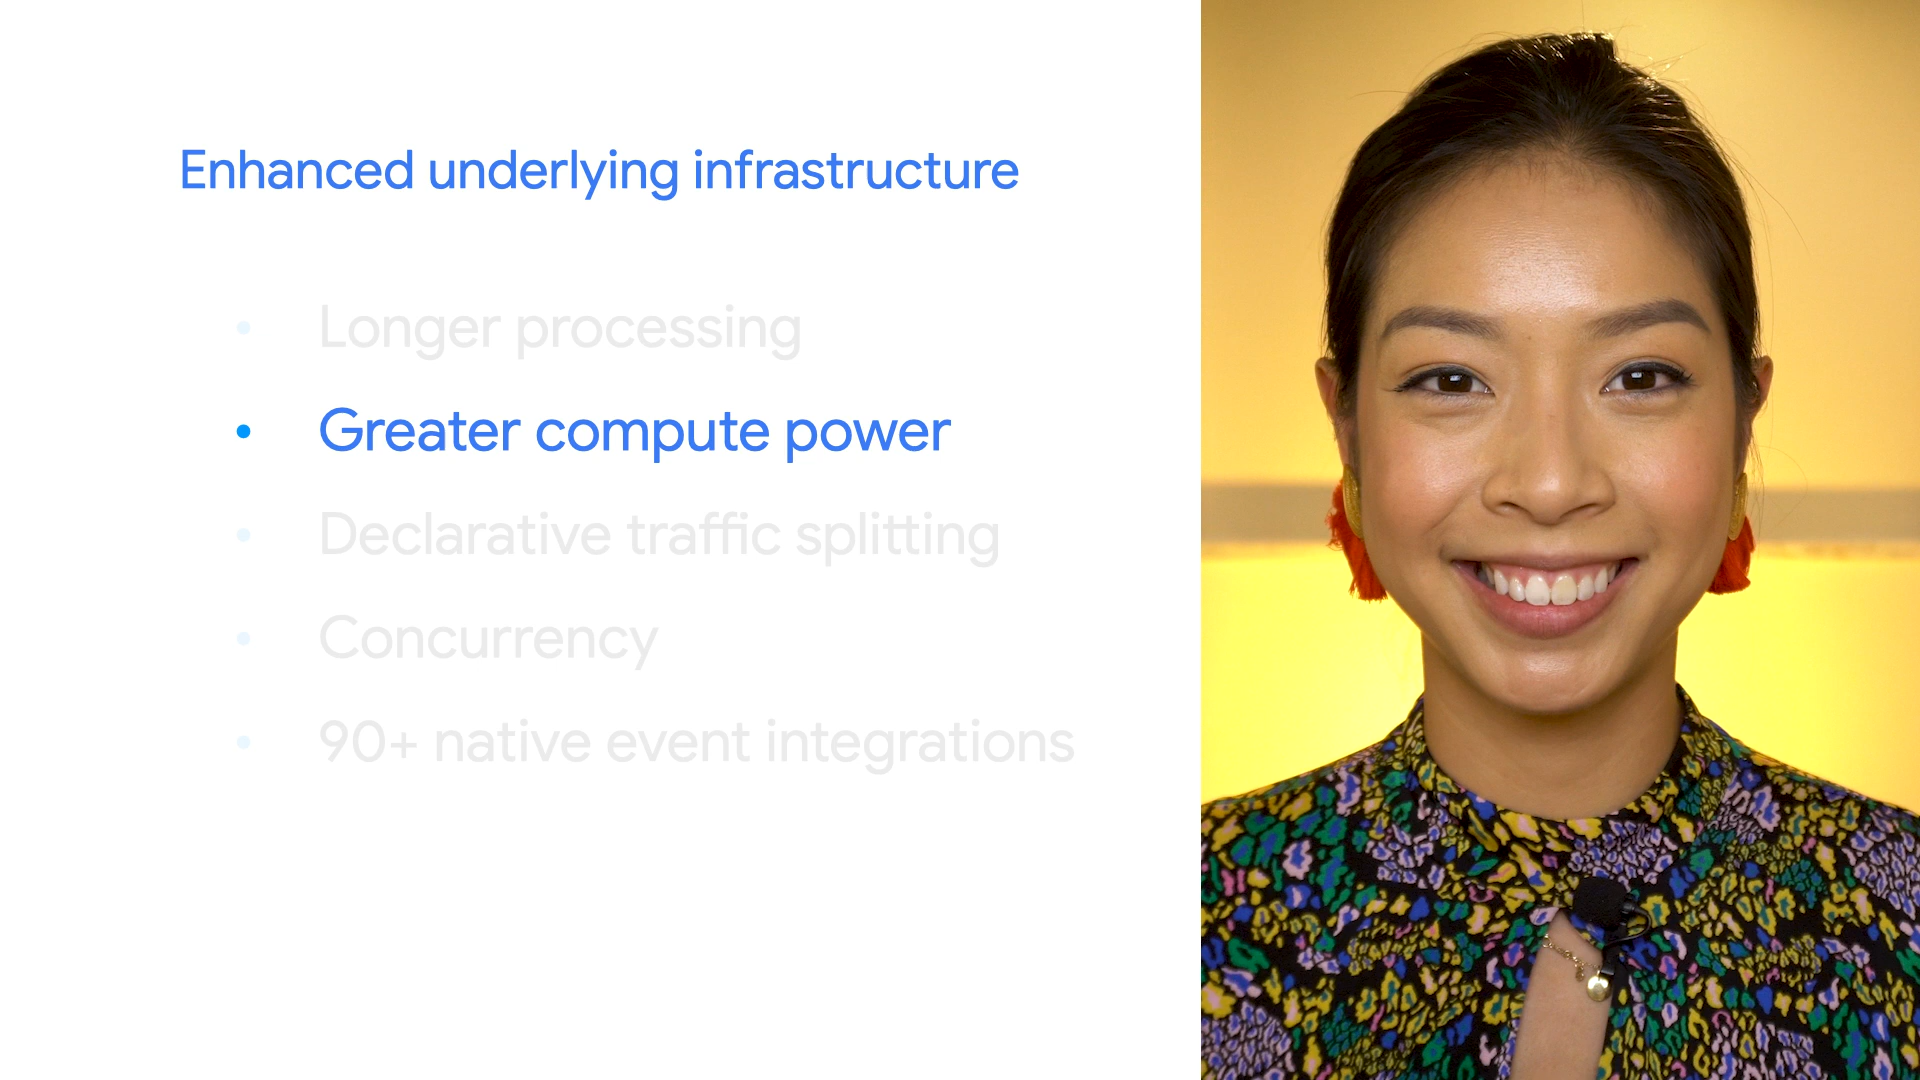 Enhanced underlying infrastructure
• Longer processing
• Greater compute power
• Declarative traffic splitting
• Concurrency
• 90+ native event integrations